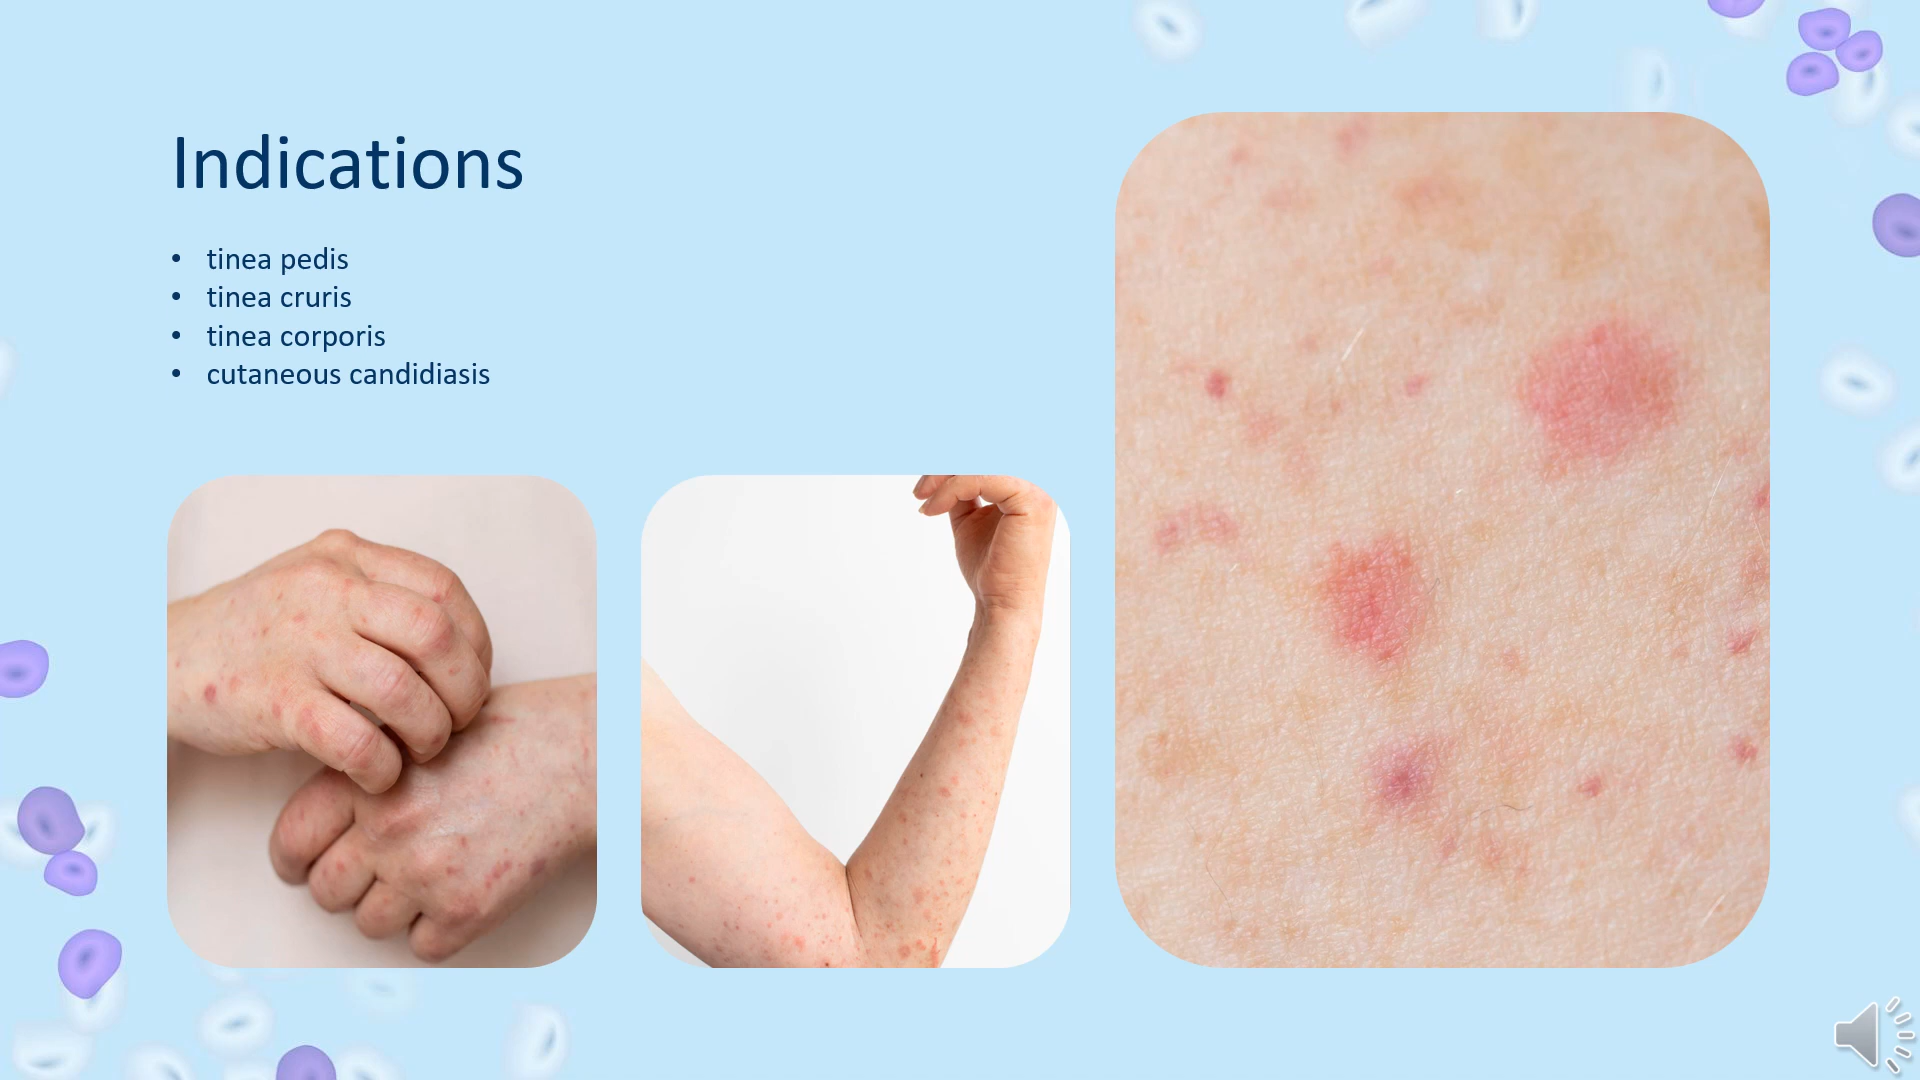 Indications
• tinea pedis
• tinea cruris
• tinea corporis
• cutaneous candidiasis